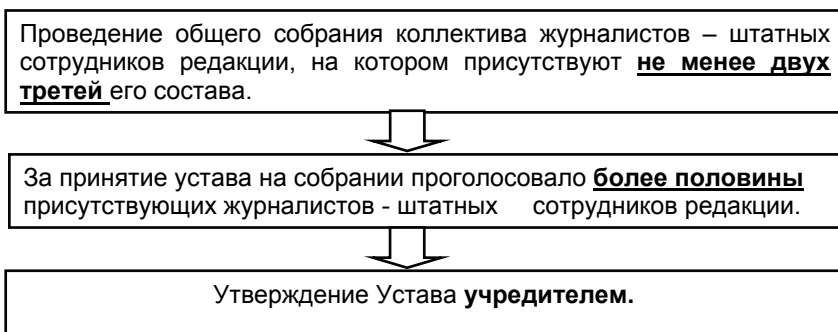 Проведение общего собрания коллектива журналистов – штатных
сотрудников редакции, на котором присутствуют не менее двух
третей его состава.
За принятие устава на собрании проголосовало более половины
присутствующих журналистов - штатных сотрудников редакции.
Утверждение Устава учредителем.